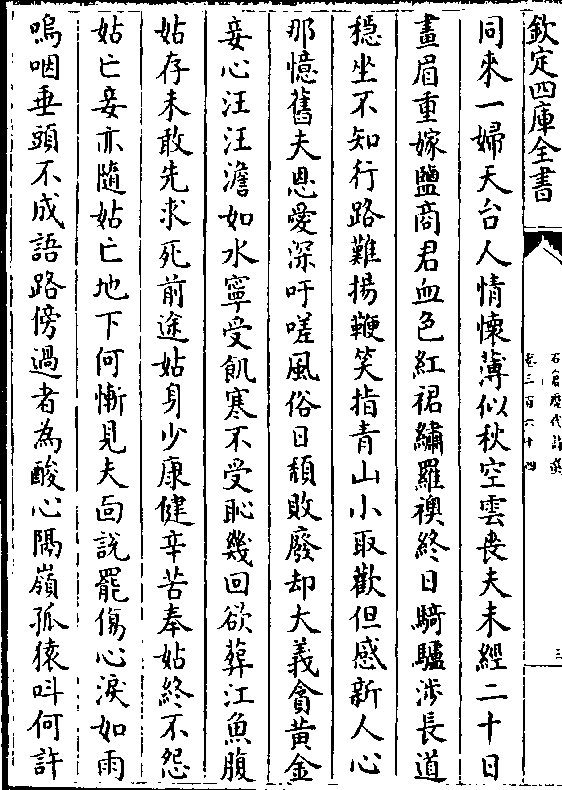 欽定四庫全書
石倉歷代詩選
卷三百六十四
三
同來一婦天台人情懷薄似秋空雲喪夫未經二十日
畫眉重嫁鹽商君血色紅裙繡羅襖終日騎驢渉長道
穏坐不知行路難揚鞭笑指青山小取歡但感新人心
那憶舊夫恩愛深吁嗟風俗日頽敗廢却大義貪黄金
妾心汪汪澹如水寧受飢寒不受恥幾回欲葬江魚腹
姑存未敢先求死前途姑身少康健辛苦奉姑終不怨
姑亡妾亦隨姑亡地下何慚見夫靣說罷傷心淚如雨
嗚咽垂頭不成語路傍過者為酸心隔嶺孤猿呌何許